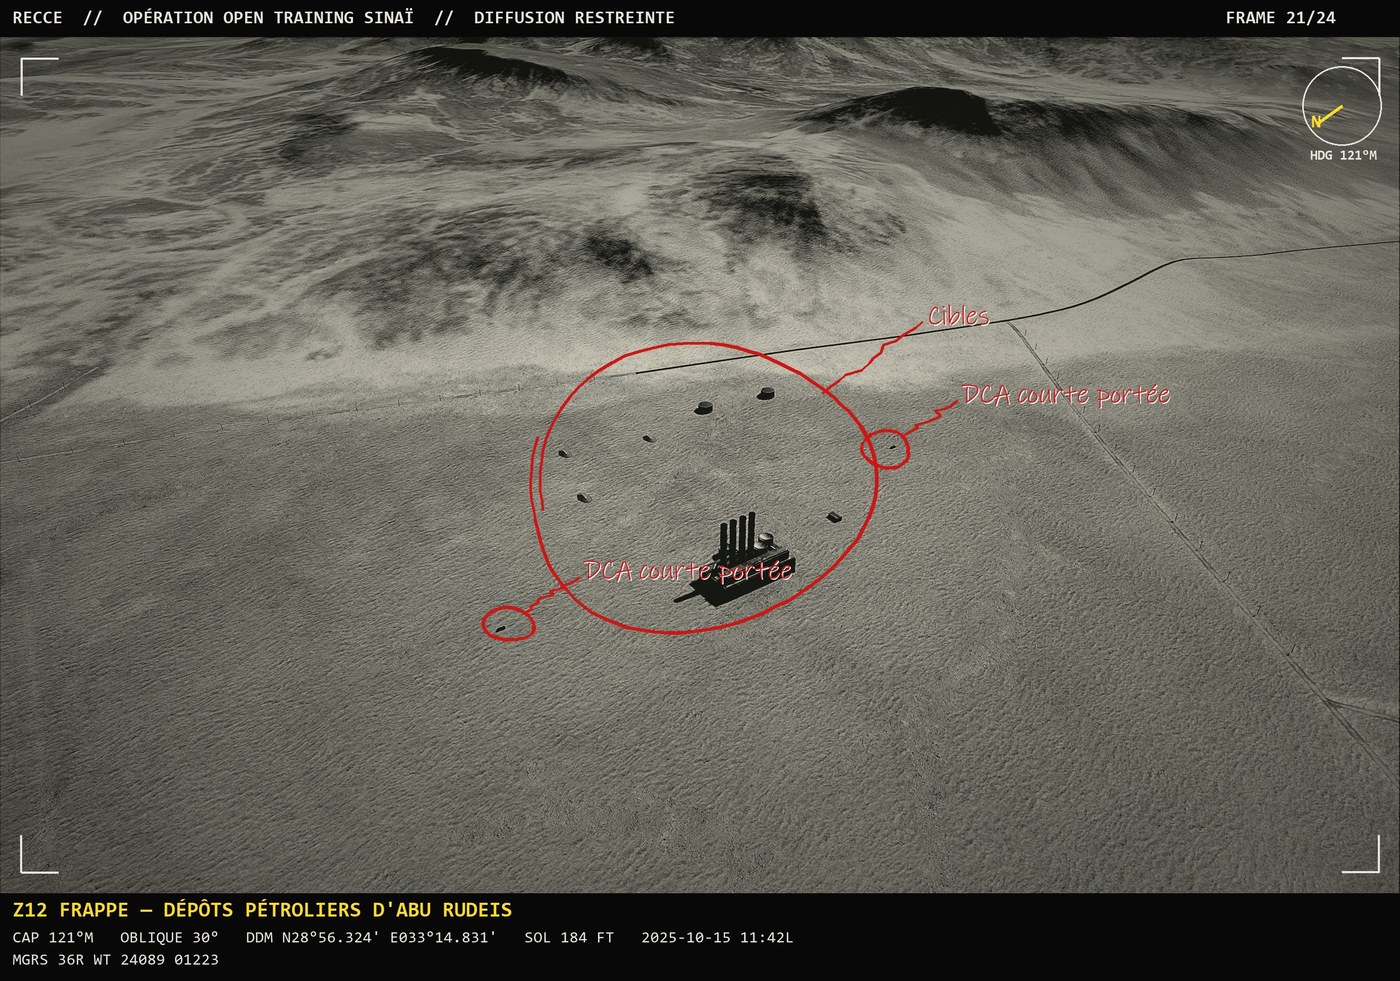 RECCE // OPÉRATION OPEN TRAINING SINAÏ // DIFFUSION RESTREINTE
FRAME 21/24
N
HDG 121°M
Cibles
DCA courte portée
DCA courte portée
Z12 FRAPPE — DÉPÔTS PÉTROLIERS D'ABU RUDEIS
CAP 121°M OBLIQUE 30° DDM N28°56.324' E033°14.831' SOL 184 FT 2025-10-15 11:42L
MGRS 36R WT 24089 01223